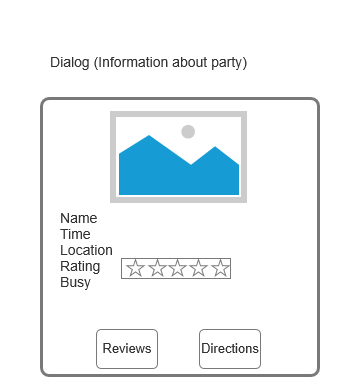 Dialog (Information about party)
Name
Time
Location
Rating
Busy
Reviews
Directions